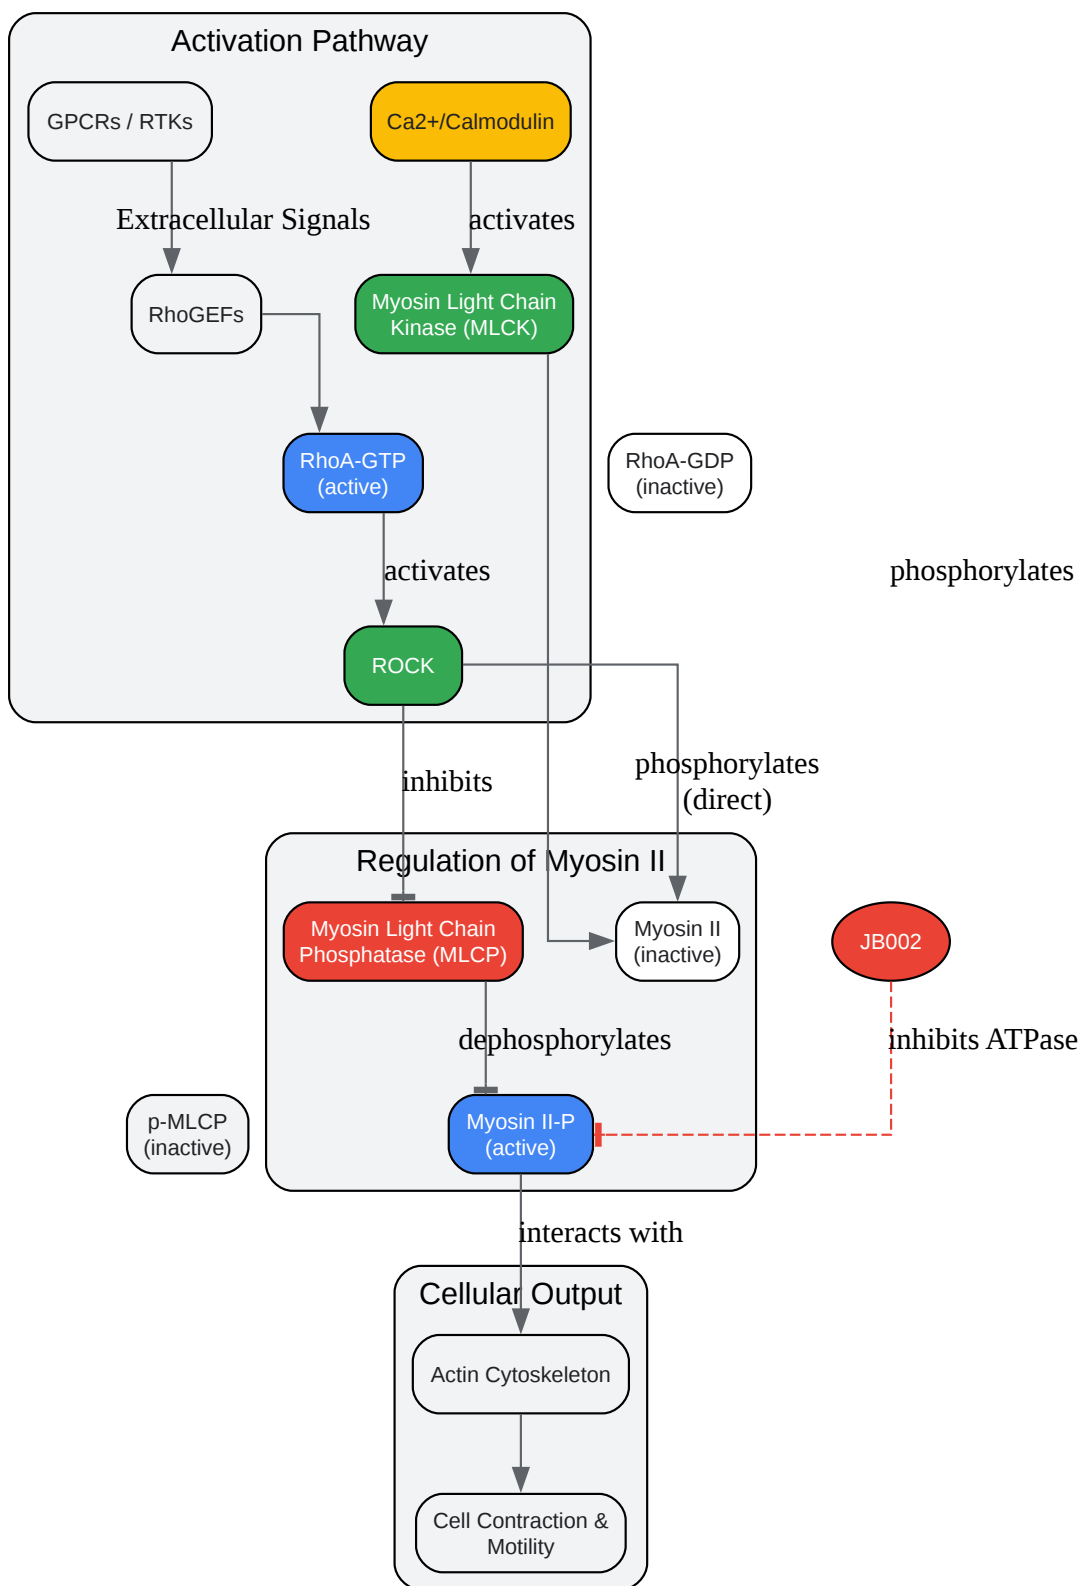 Activation Pathway
GPCRs / RTKs
Ca2+/Calmodulin
Extracellular Signals
activates
RhoGEFs
Myosin Light Chain
Kinase (MLCK)
RhoA-GTP
(active)
RhoA-GDP
(inactive)
activates
phosphorylates
ROCK
inhibits
phosphorylates
(direct)
Regulation of Myosin II
Myosin Light Chain
Phosphatase (MLCP)
Myosin II
(inactive)
JB002
dephosphorylates
inhibits ATPase
p-MLCP
(inactive)
Myosin II-P
(active)
interacts with
Cellular Output
Actin Cytoskeleton
Cell Contraction &
Motility